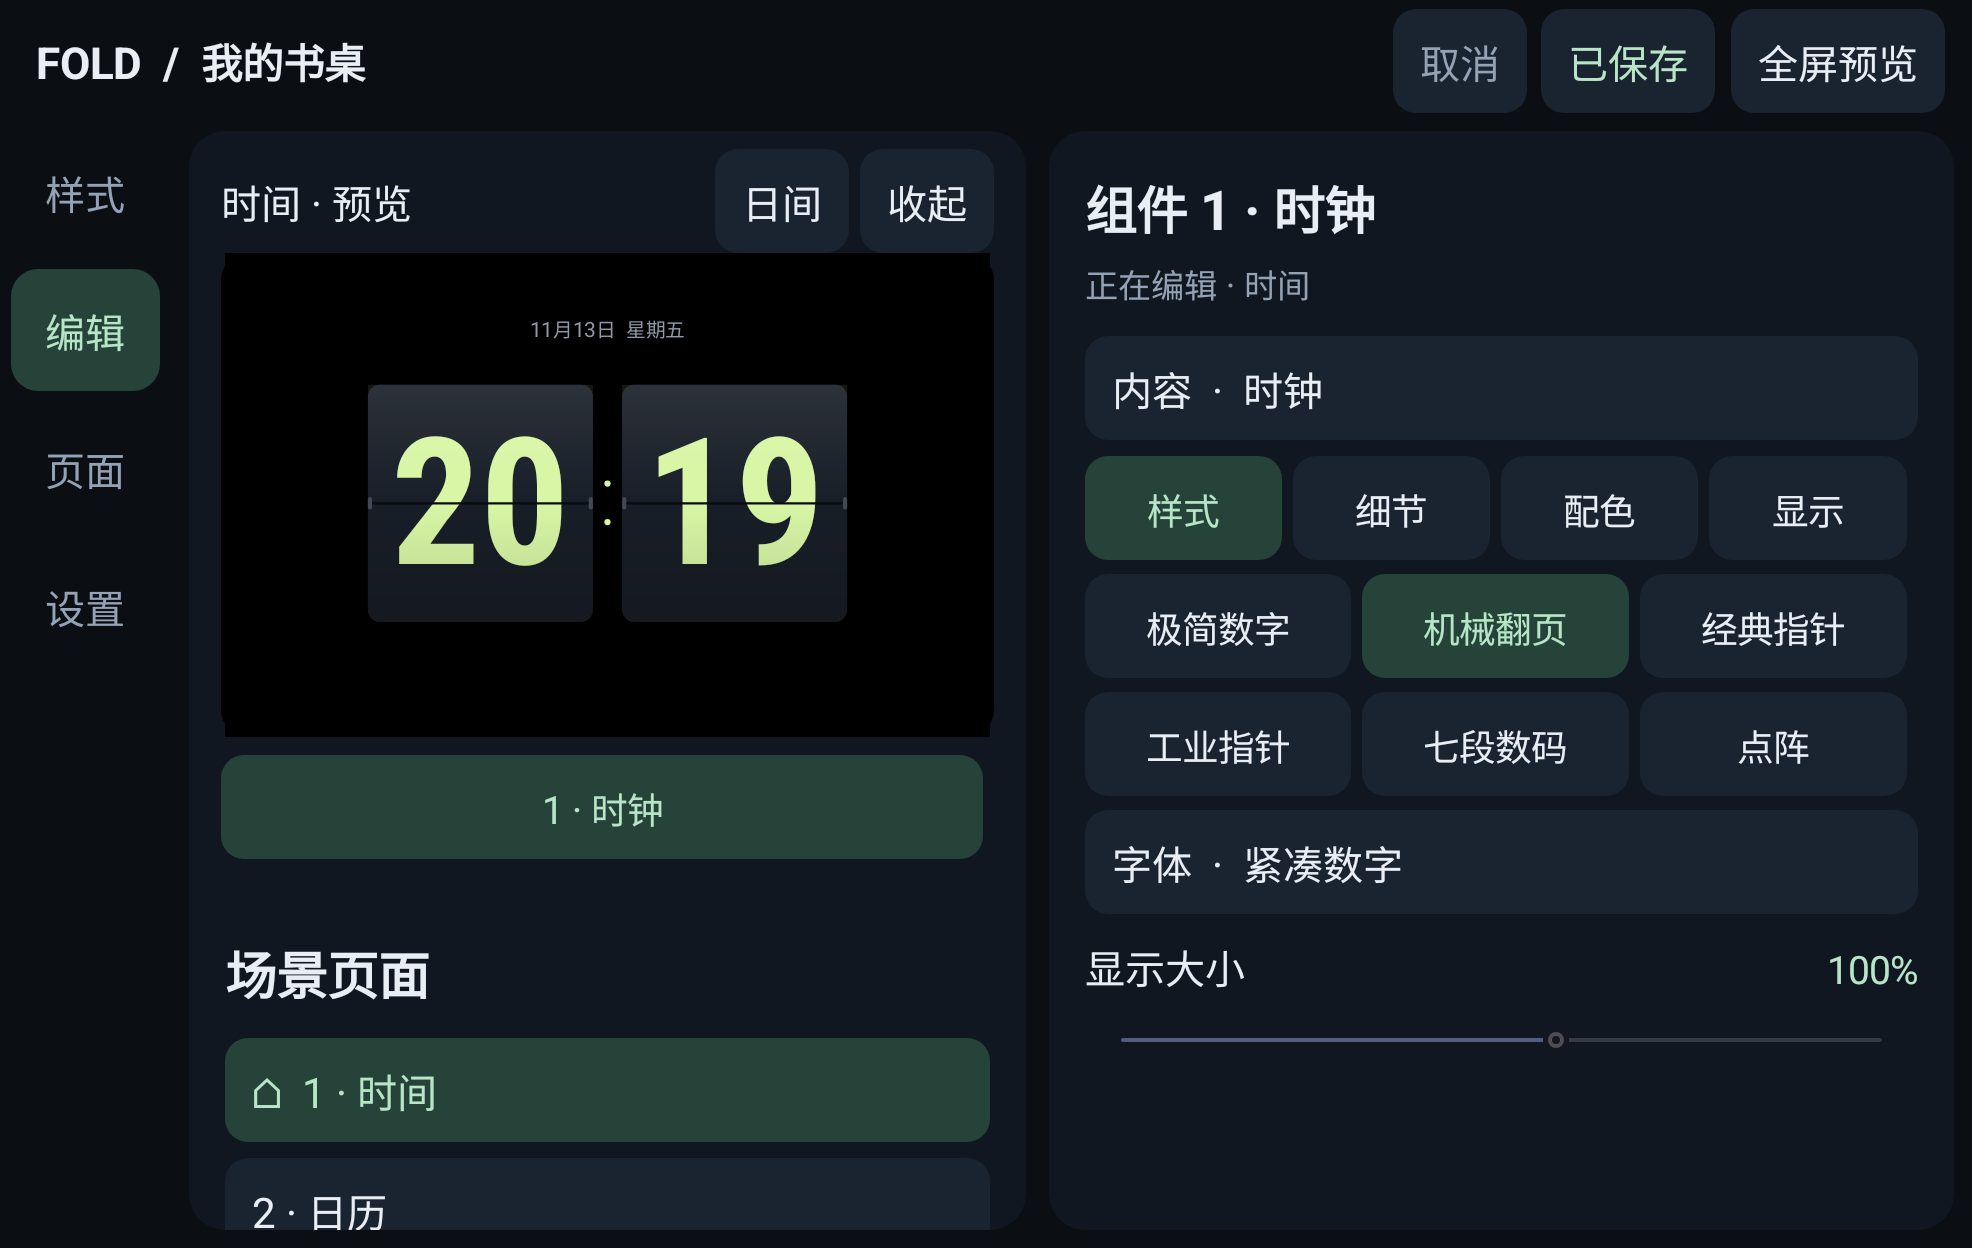 FOLD / 我的书桌
取消
已保存
全屏预览
样式
编辑
页面
设置
时间 · 预览
日间
收起
11月13日 星期五
20:19
1 · 时钟
场景页面
1 · 时间
2 · 日历
组件 1 · 时钟
正在编辑 · 时间
内容 · 时钟
样式
细节
配色
显示
极简数字
机械翻页
经典指针
工业指针
七段数码
点阵
字体 · 紧凑数字
显示大小
100%